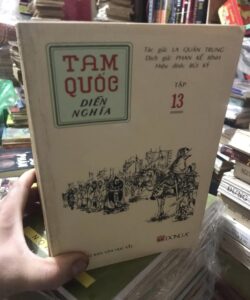 TAM
QUỐC
DIỄN
NGHĨA
Tác giả: LA QUÁN TRUNG
Dịch giả: PHAN KẾ BÍNH
Hiệu đính: BÙI KỶ
TẬP
13
ĐÔNG A